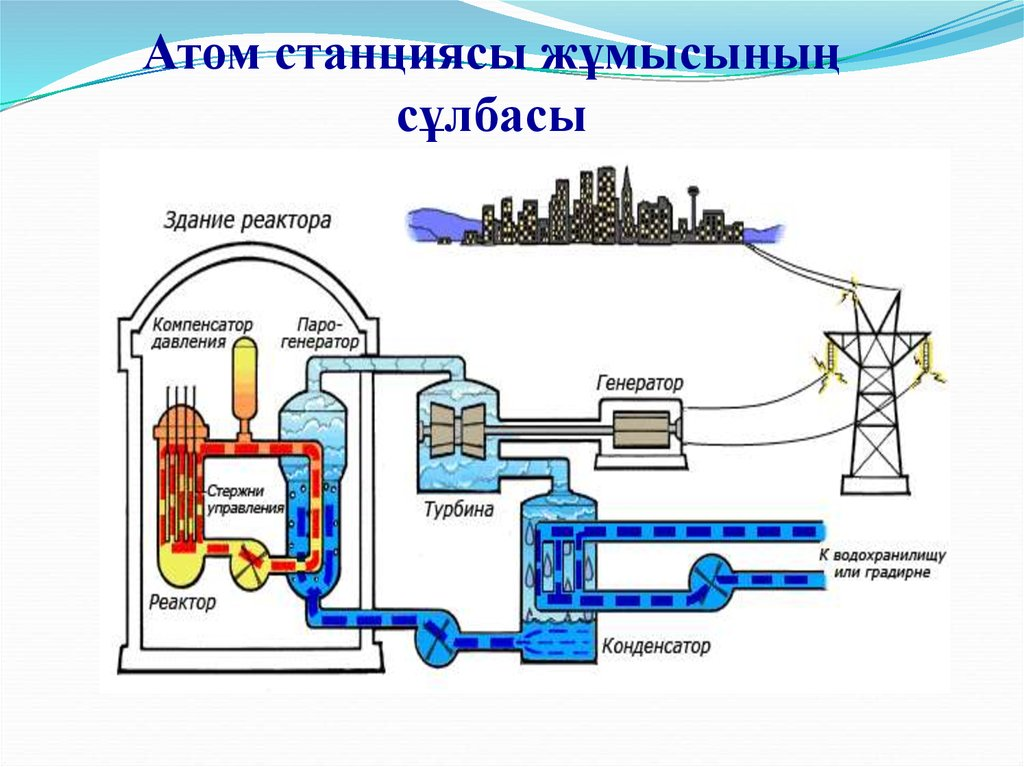 Атом станциясы жұмысының
сұлбасы
Здание реактора
Компенсатор
давления
Паро-
генератор
Генератор
Стержни
управления
Турбина
К водохранилищу
или градирне
Реактор
Конденсатор